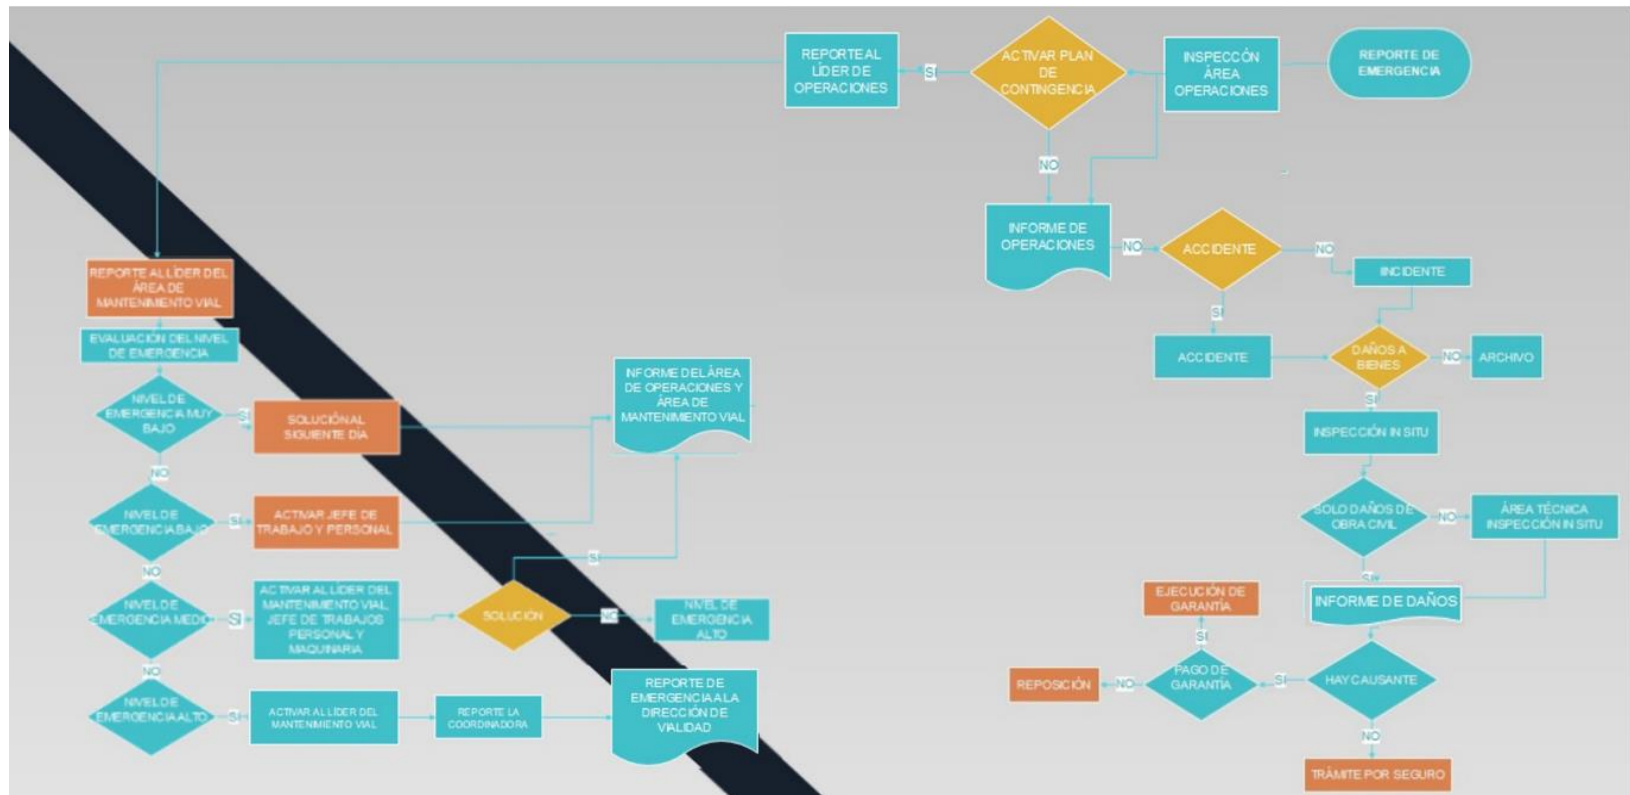 REPORTE DE
EMERGENCIA
INSPECCÓN
ÁREA
OPERACIONES
ACTIVAR PLAN
DE
CONTINGENCIA
SI
REPORTE AL
LÍDER DE
OPERACIONES
NO
INFORME DE
OPERACIONES
NO
ACCIDENTE
NO
IINCIDENTE
SI
ACCIDENTE
DAÑOS A
BIENES
NO
ARCHIVO
SI
INSPECCIÓN IN SITU
SOLO DAÑOS DE
OBRA CIVIL
NO
ÁREA TÉCNICA
INSPECCIÓN IN SITU
SI
INFORME DE DAÑOS
HAY CAUSANTE
SI
PAGO DE
GARANTÍA
SI
EJECUCIÓN DE
GARANTÍA
NO
REPOSICIÓN
NO
TRÁMITE POR SEGURO
REPORTE AL LÍDER DEL
ÁREA DE
MANTENIMIENTO VIAL
EVALUACIÓN DEL NIVEL
DE EMERGENCIA
NIVEL DE
EMERGENCIA MUY
BAJO
SI
SOLUCIÓN AL
SIGUIENTE DÍA
INFORME DEL ÁREA
DE OPERACIONES Y
ÁREA DE
MANTENIMIENTO VIAL
NO
NIVEL DE
EMERGENCIA BAJO
SI
ACTIVAR JEFE DE
TRABAJO Y PERSONAL
NO
NIVEL DE
EMERGENCIA MEDIO
SI
ACTIVAR AL LÍDER DEL
MANTENIMIENTO VIAL,
JEFE DE TRABAJOS
PERSONAL Y
MAQUINARIA
SOLUCIÓN
SI
NO
NIVEL DE
EMERGENCIA
ALTO
NO
NIVEL DE
EMERGENCIA ALTO
SI
ACTIVAR AL LÍDER DEL
MANTENIMIENTO VIAL
REPORTE LA
COORDINADORA
REPORTE DE
EMERGENCIA A LA
DIRECCIÓN DE
VIALIDAD